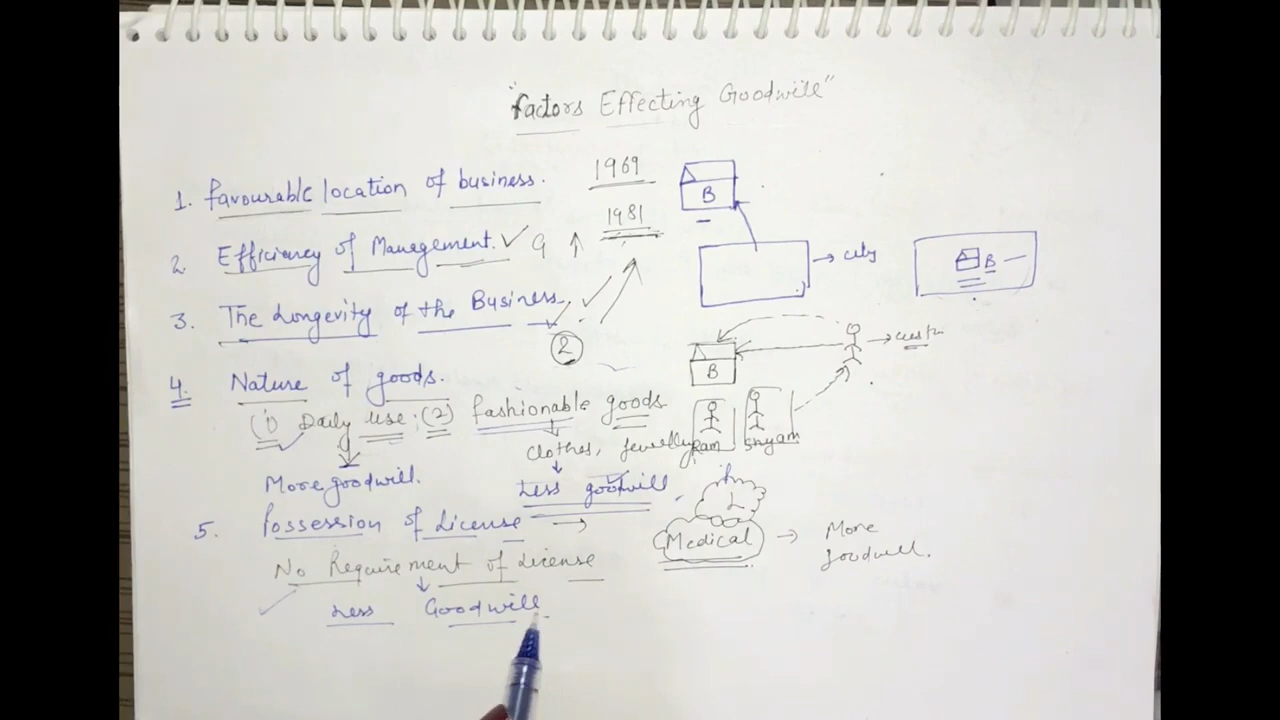 "Factors Effecting Goodwill"
1. Favourable location of business.
1969
B
2 Efficiency of Management. ✓ G ↑
1981
→ city
B
3. The Longevity of the Business, ✓
2
B
4. Nature of goods.
(1) Daily use ; (2) fashionable goods
Clothes, Jewellry
Ram Shyam
More goodwill.
Less goodwill
L
5. Possession of License →
Medical → More
goodwill.
No Requirement of License
Less Goodwill